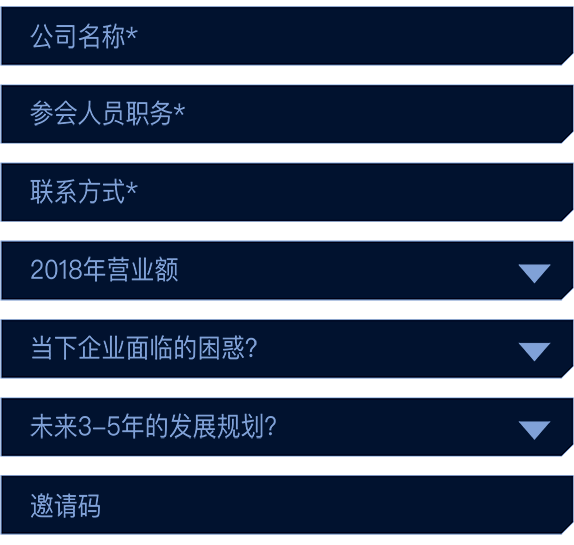 公司名称*
参会人员职务*
联系方式*
2018年营业额
当下企业面临的困惑?
未来3-5年的发展规划?
邀请码